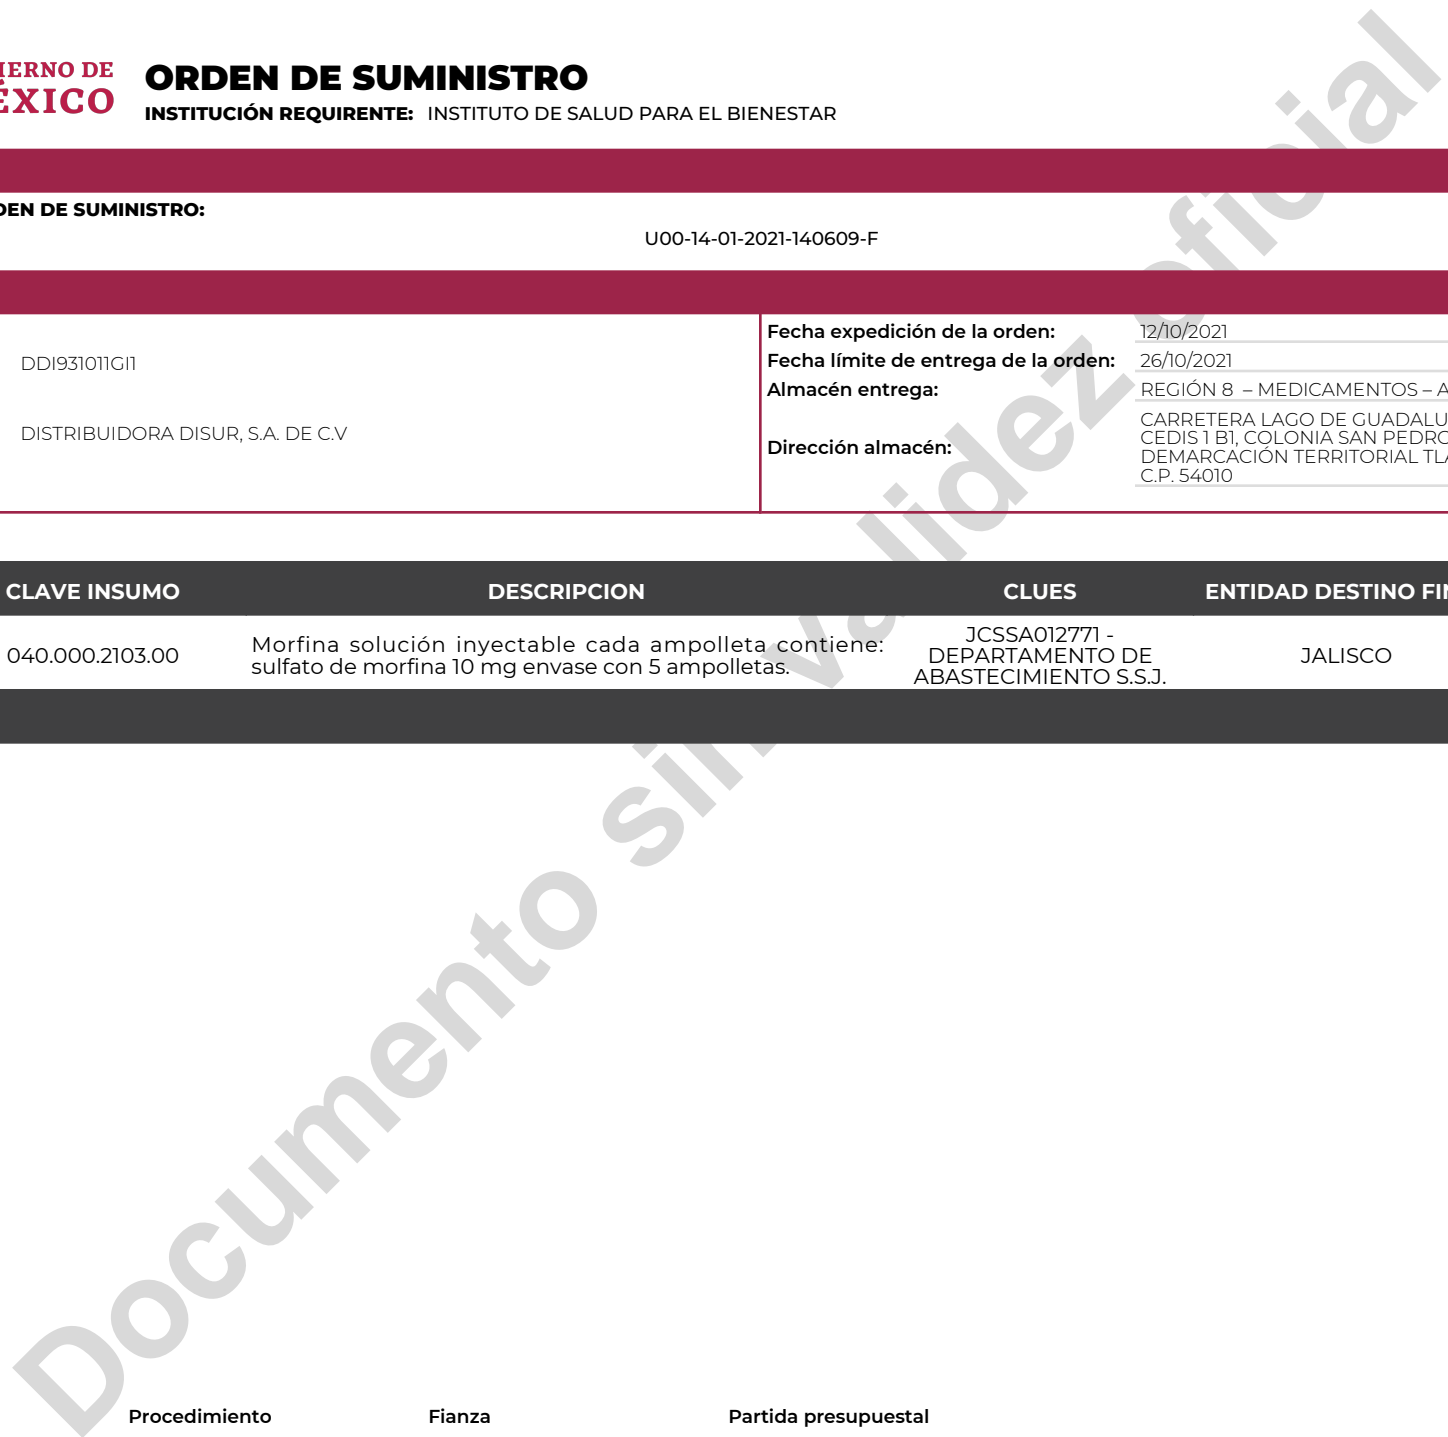 IERNO DE
ÉXICO
ORDEN DE SUMINISTRO
INSTITUCIÓN REQUIRENTE: INSTITUTO DE SALUD PARA EL BIENESTAR
DEN DE SUMINISTRO:
U00-14-01-2021-140609-F
DDI931011GI1
DISTRIBUIDORA DISUR, S.A. DE C.V
Fecha expedición de la orden: 12/10/2021
Fecha límite de entrega de la orden: 26/10/2021
Almacén entrega: REGIÓN 8 – MEDICAMENTOS – A
Dirección almacén:
CARRETERA LAGO DE GUADALU
CEDIS 1 B1, COLONIA SAN PEDRO
DEMARCACIÓN TERRITORIAL TLA
C.P. 54010
CLAVE INSUMO DESCRIPCION CLUES ENTIDAD DESTINO FIN
040.000.2103.00
Morfina solución inyectable cada ampolleta contiene:
sulfato de morfina 10 mg envase con 5 ampolletas.
JCSSA012771 -
DEPARTAMENTO DE
ABASTECIMIENTO S.S.J.
JALISCO
Documento sin validez oficial
Procedimiento Fianza Partida presupuestal